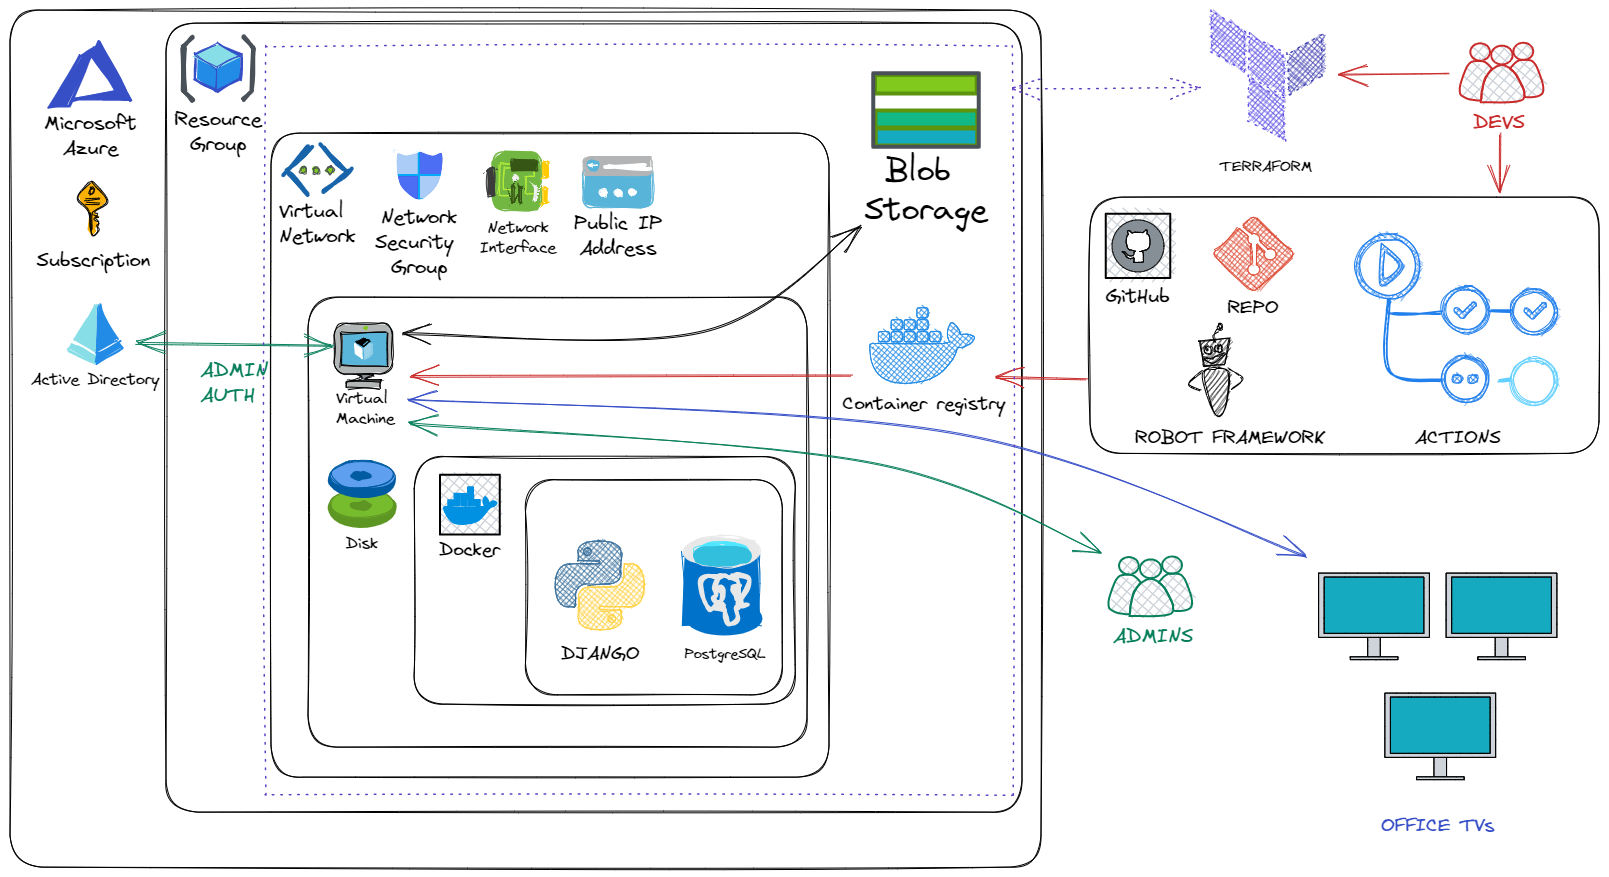 Microsoft
Azure
Subscription
Active Directory
Resource
Group
ADMIN
AUTH
Virtual
Network
Network
Security
Group
Network
Interface
Public IP
Address
Blob
Storage
Virtual
Machine
Disk
Docker
DJANGO
PostgreSQL
Container registry
TERRAFORM
DEVS
GitHub
REPO
ROBOT FRAMEWORK
ACTIONS
ADMINS
OFFICE TVs